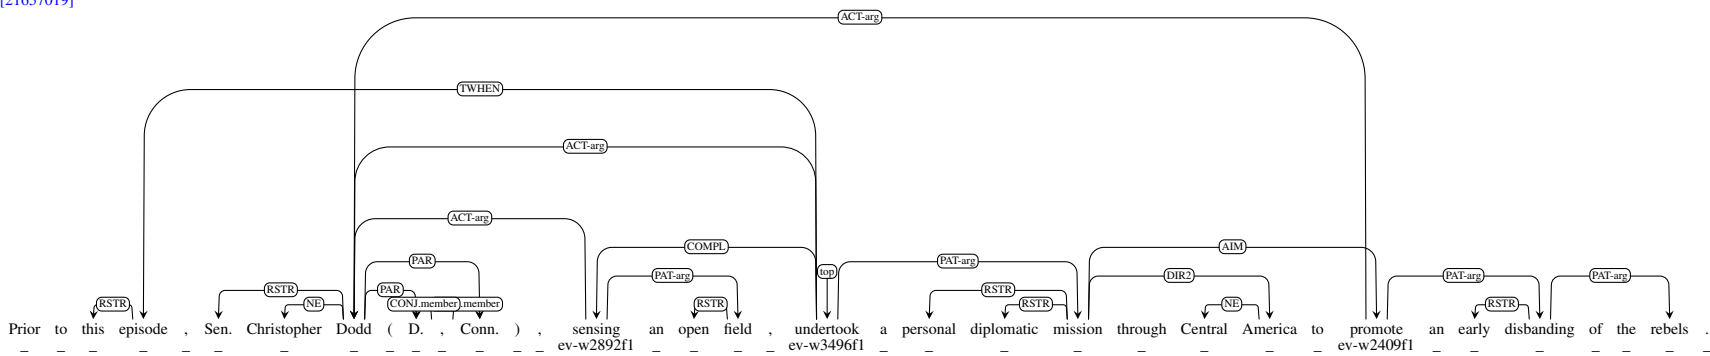 [21657019]
ACT-arg
TWHEN
ACT-arg
ACT-arg
COMPL
AIM
PAR
top
PAT-arg
PAT-arg
DIR2
PAT-arg
PAT-arg
RSTR
PAR
RSTR
RSTR
NE
CONJ.member
.member
RSTR
RSTR
NE
RSTR
Prior to this episode , Sen. Christopher Dodd ( D. , Conn. ) , sensing an open field , undertook a personal diplomatic mission through Central America to promote an early disbanding of the rebels .
_ _ _ _ _ _ _ _ _ _ _ _ _ _ ev-w2892f1 _ _ _ _ ev-w3496f1 _ _ _ _ _ _ _ _ ev-w2409f1 _ _ _ _ _ _ _